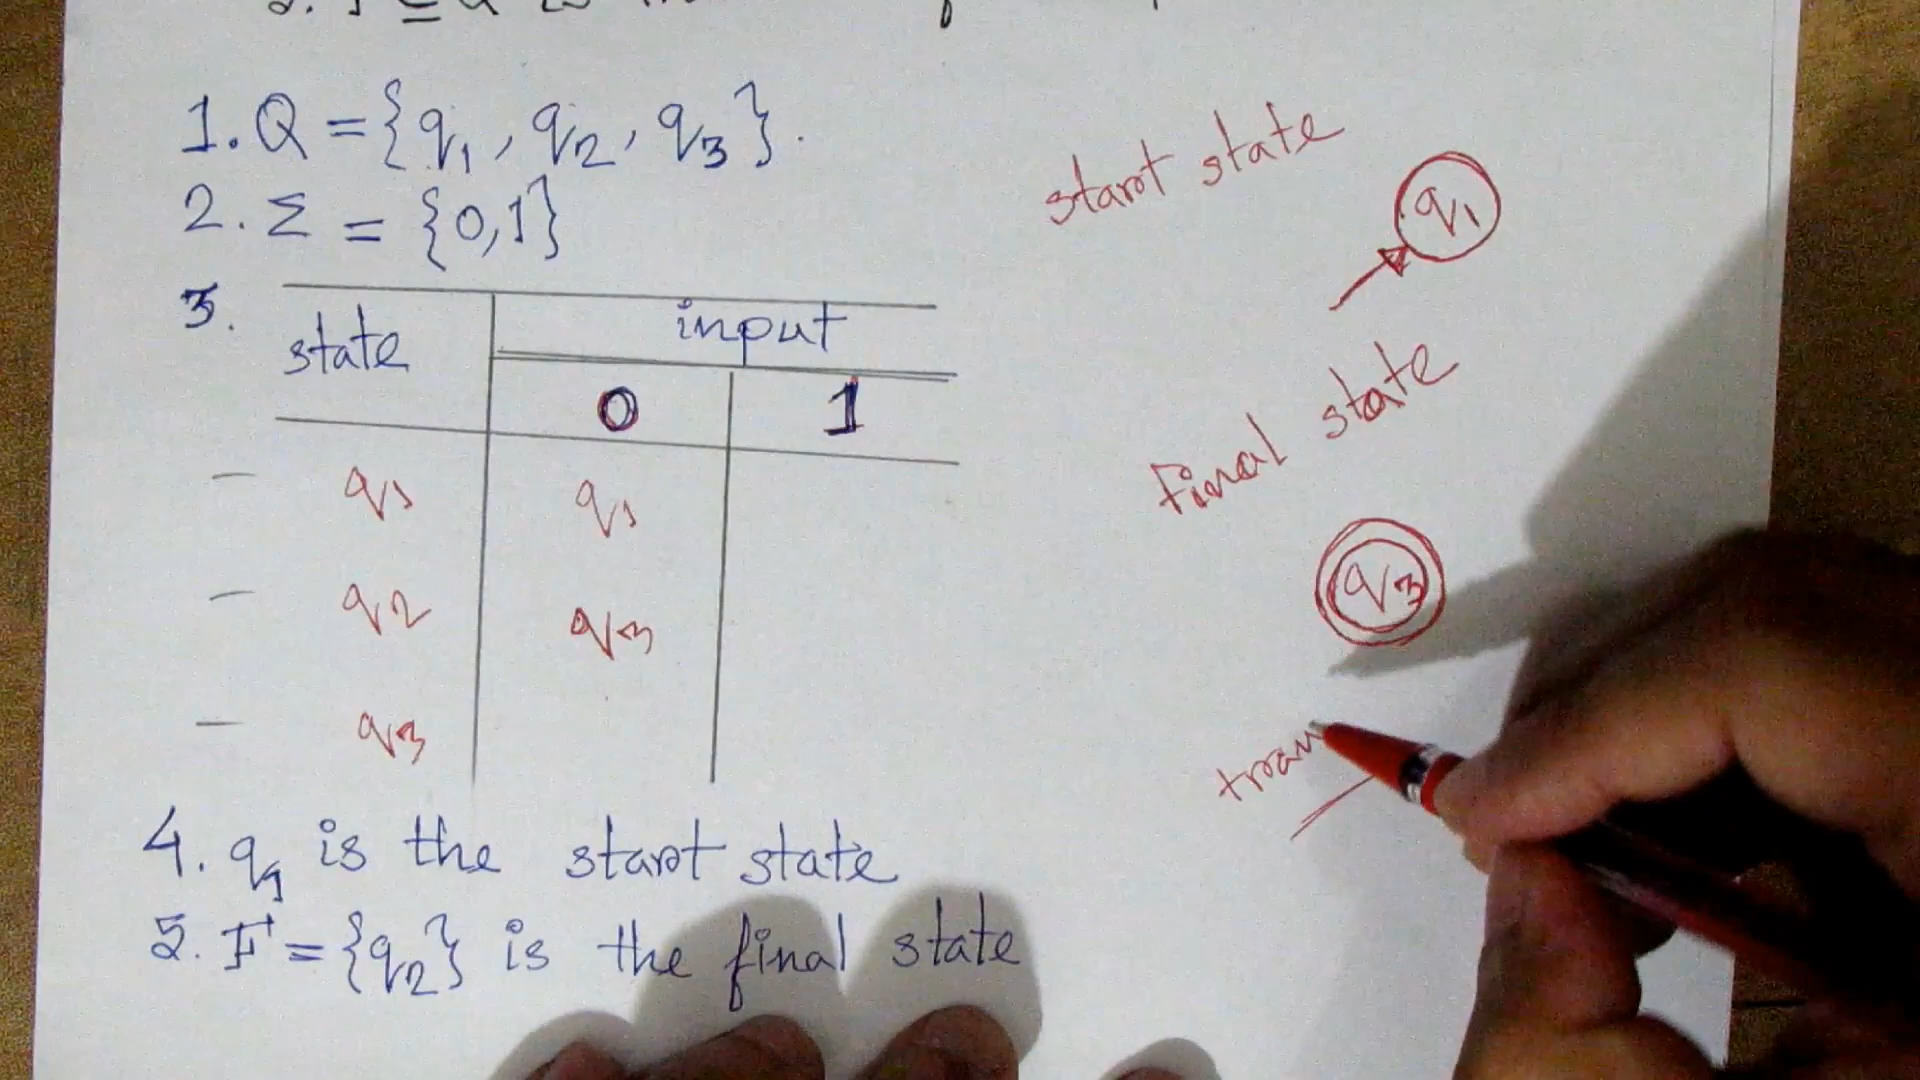 1. Q = {q1, q2, q3}.
2. Σ = {0,1}
3.
state input
0 1
q1 q1
q2 q3
q3
4. q1 is the start state
5. F = {q2} is the final state
start state
q1
final state
q3
tran